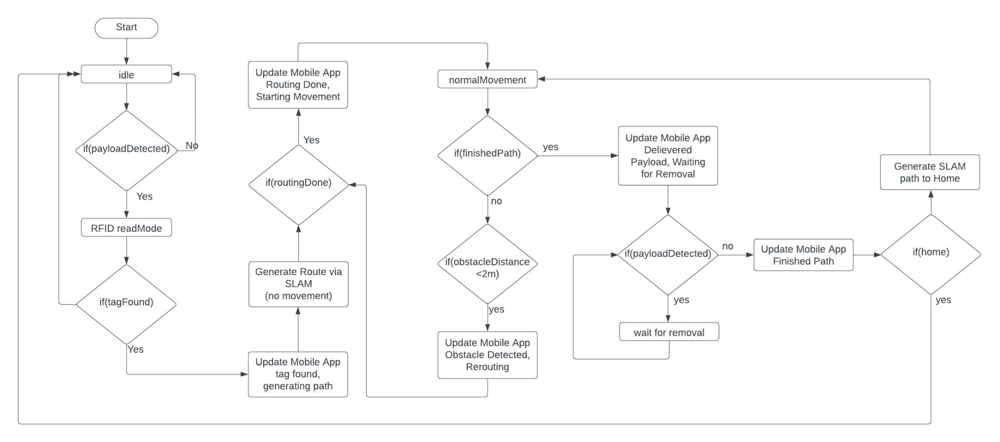 Start
idle
if(payloadDetected)
No
Yes
RFID readMode
if(tagFound)
Yes
Update Mobile App
tag found,
generating path
Generate Route via
SLAM
(no movement)
if(routingDone)
Yes
Update Mobile App
Routing Done,
Starting Movement
normalMovement
if(finishedPath)
yes
no
if(obstacleDistance
<2m)
yes
Update Mobile App
Obstacle Detected,
Rerouting
Update Mobile App
Delievered
Payload, Waiting
for Removal
if(payloadDetected)
no
yes
wait for removal
Update Mobile App
Finished Path
if(home)
yes
Generate SLAM
path to Home